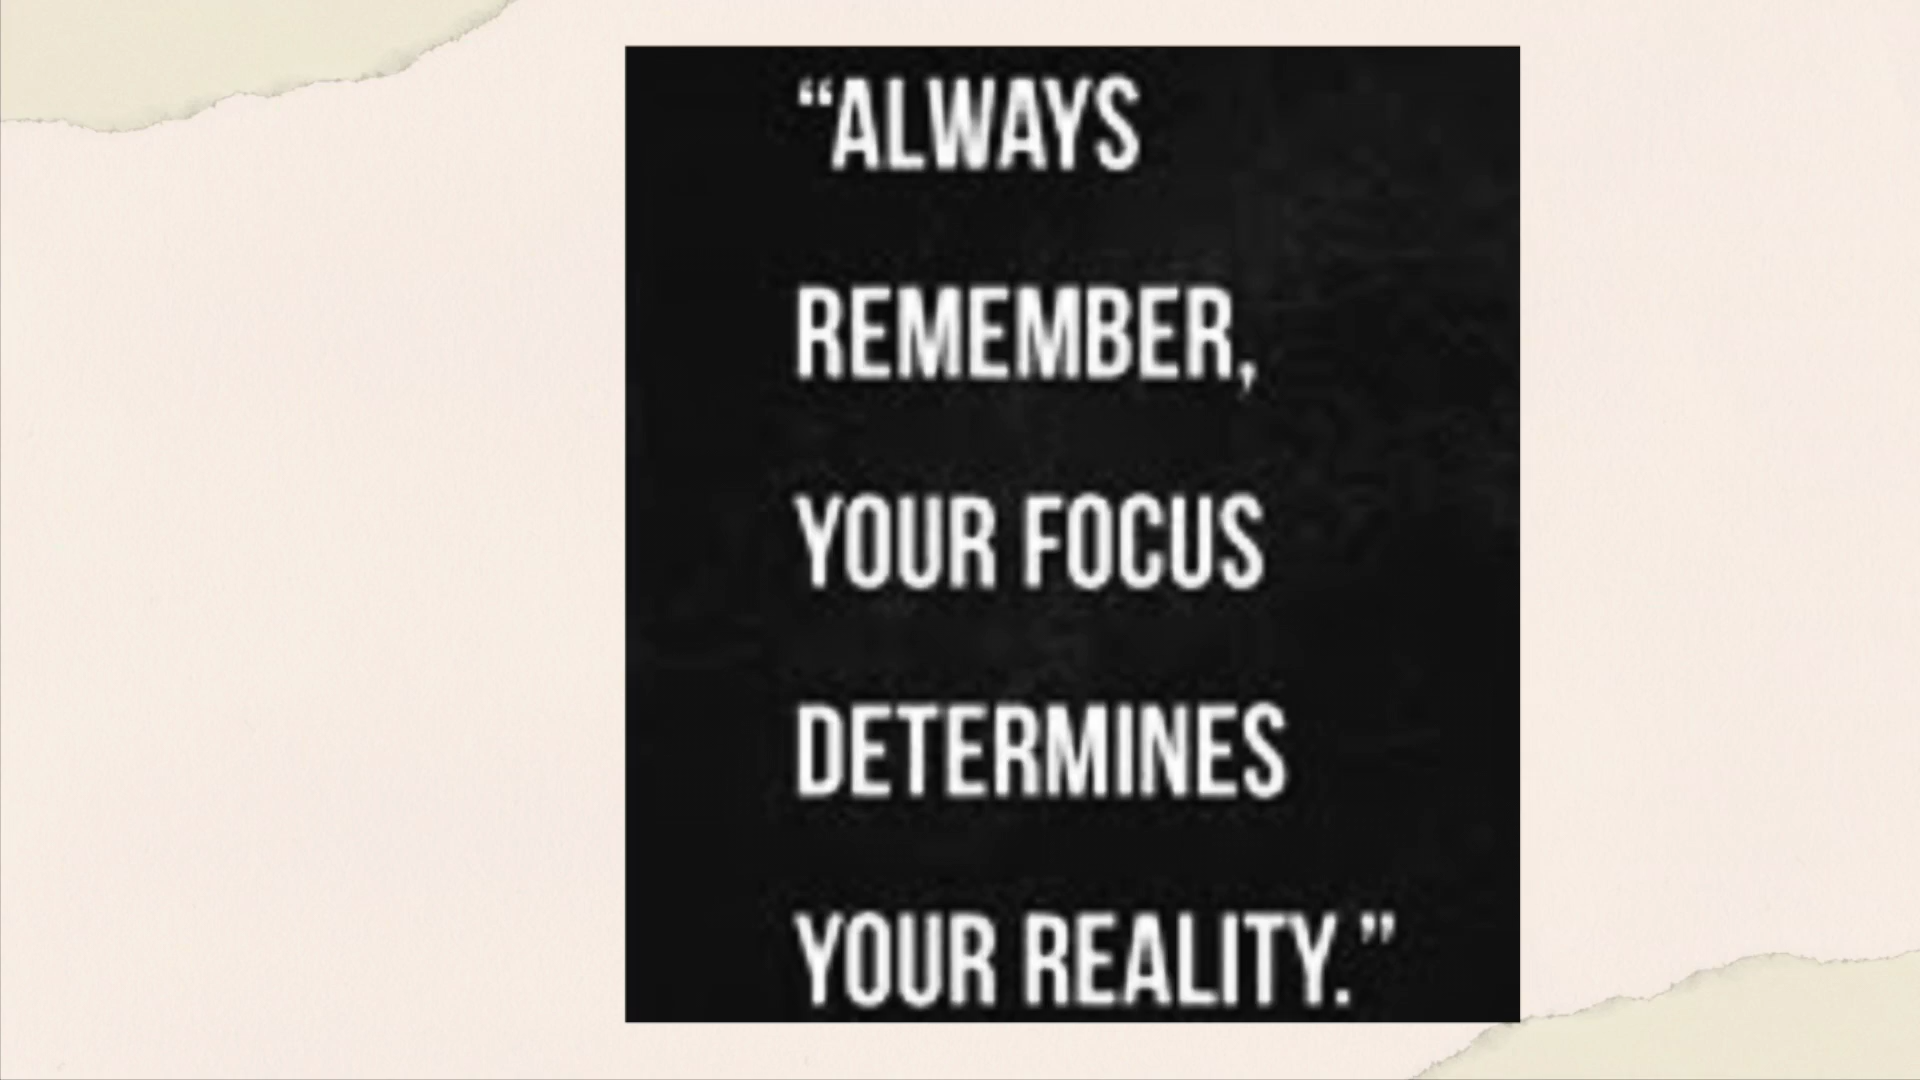 “ALWAYS
REMEMBER,
YOUR FOCUS
DETERMINES
YOUR REALITY.”